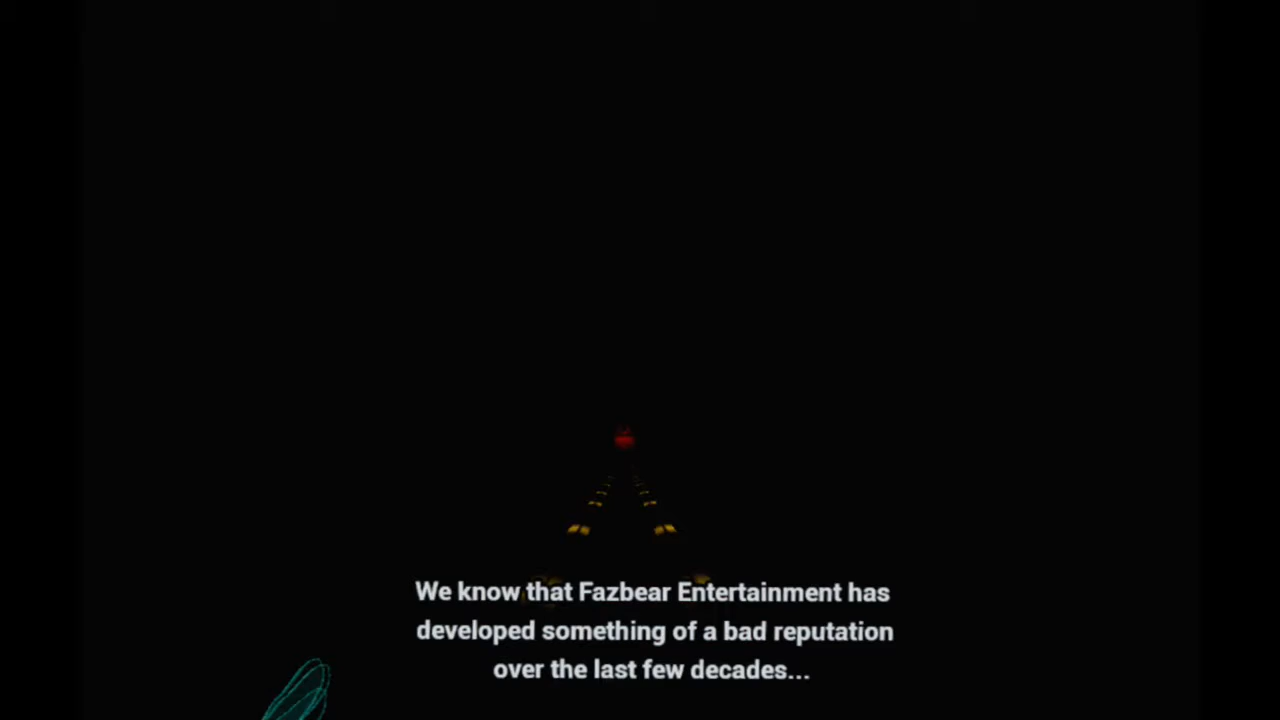 We know that Fazbear Entertainment has
developed something of a bad reputation
over the last few decades...